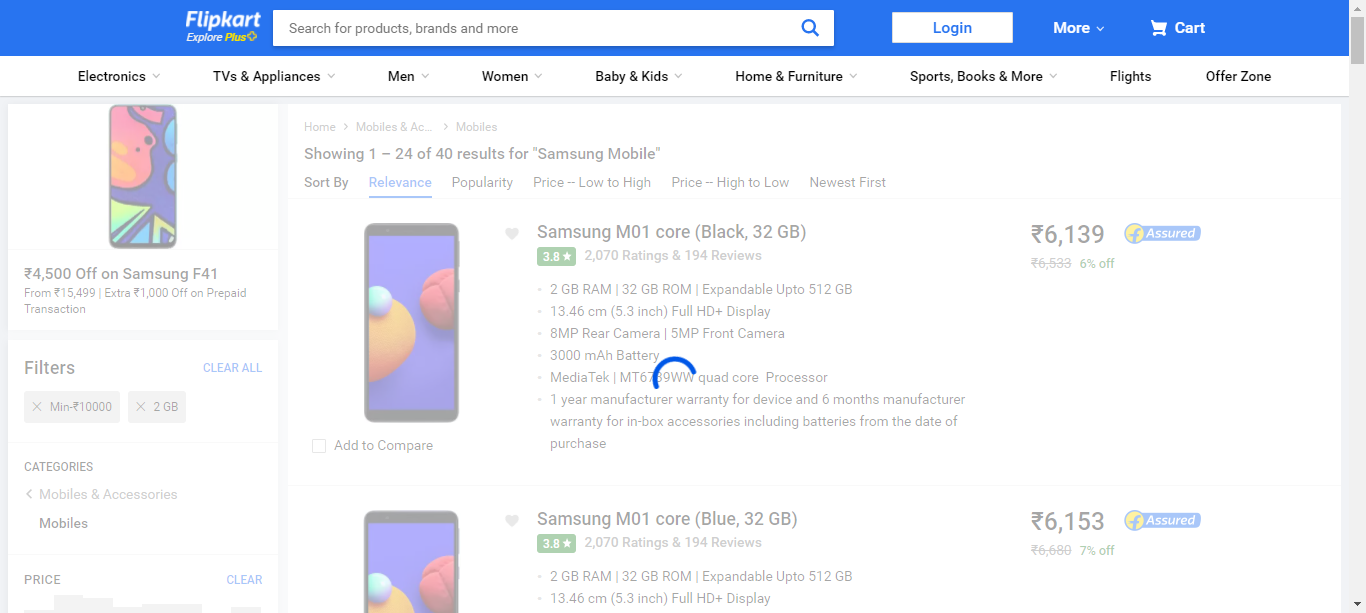 Flipkart
Explore Plus
Search for products, brands and more
Login
More
Cart
Electronics
TVs & Appliances
Men
Women
Baby & Kids
Home & Furniture
Sports, Books & More
Flights
Offer Zone
₹4,500 Off on Samsung F41
From ₹15,499 | Extra ₹1,000 Off on Prepaid
Transaction
Filters
CLEAR ALL
Min-₹10000
2 GB
CATEGORIES
Mobiles & Accessories
Mobiles
PRICE
CLEAR
Home
Mobiles & Ac...
Mobiles
Showing 1 – 24 of 40 results for "Samsung Mobile"
Sort By
Relevance
Popularity
Price -- Low to High
Price -- High to Low
Newest First
Samsung M01 core (Black, 32 GB)
3.8 ★
2,070 Ratings & 194 Reviews
2 GB RAM | 32 GB ROM | Expandable Upto 512 GB
13.46 cm (5.3 inch) Full HD+ Display
8MP Rear Camera | 5MP Front Camera
3000 mAh Battery
MediaTek | MT6739WW quad core Processor
1 year manufacturer warranty for device and 6 months manufacturer
warranty for in-box accessories including batteries from the date of
purchase
₹6,139
Assured
₹6,533 6% off
Add to Compare
Samsung M01 core (Blue, 32 GB)
3.8 ★
2,070 Ratings & 194 Reviews
2 GB RAM | 32 GB ROM | Expandable Upto 512 GB
13.46 cm (5.3 inch) Full HD+ Display
₹6,153
Assured
₹6,680 7% off